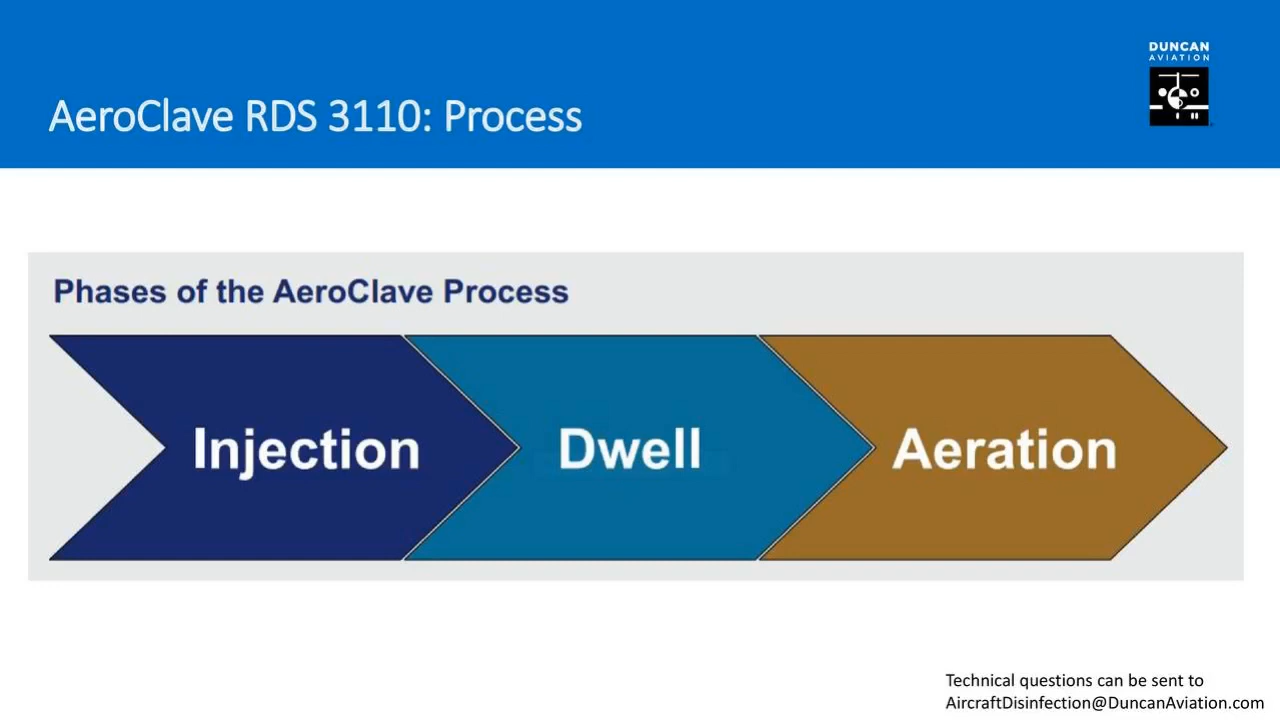 DUNCAN
AVIATION
AeroClave RDS 3110: Process
Phases of the AeroClave Process
Injection
Dwell
Aeration
Technical questions can be sent to
AircraftDisinfection@DuncanAviation.com